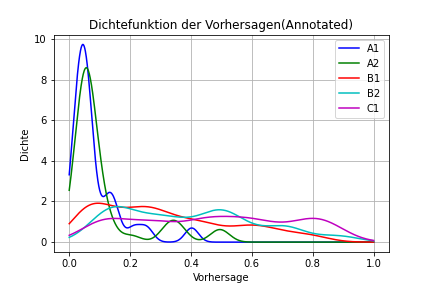 Dichtefunktion der Vorhersagen(Annotated)
10
8
6
4
2
0
Dichte
A1
A2
B1
B2
C1
0.0 0.2 0.4 0.6 0.8 1.0
Vorhersage